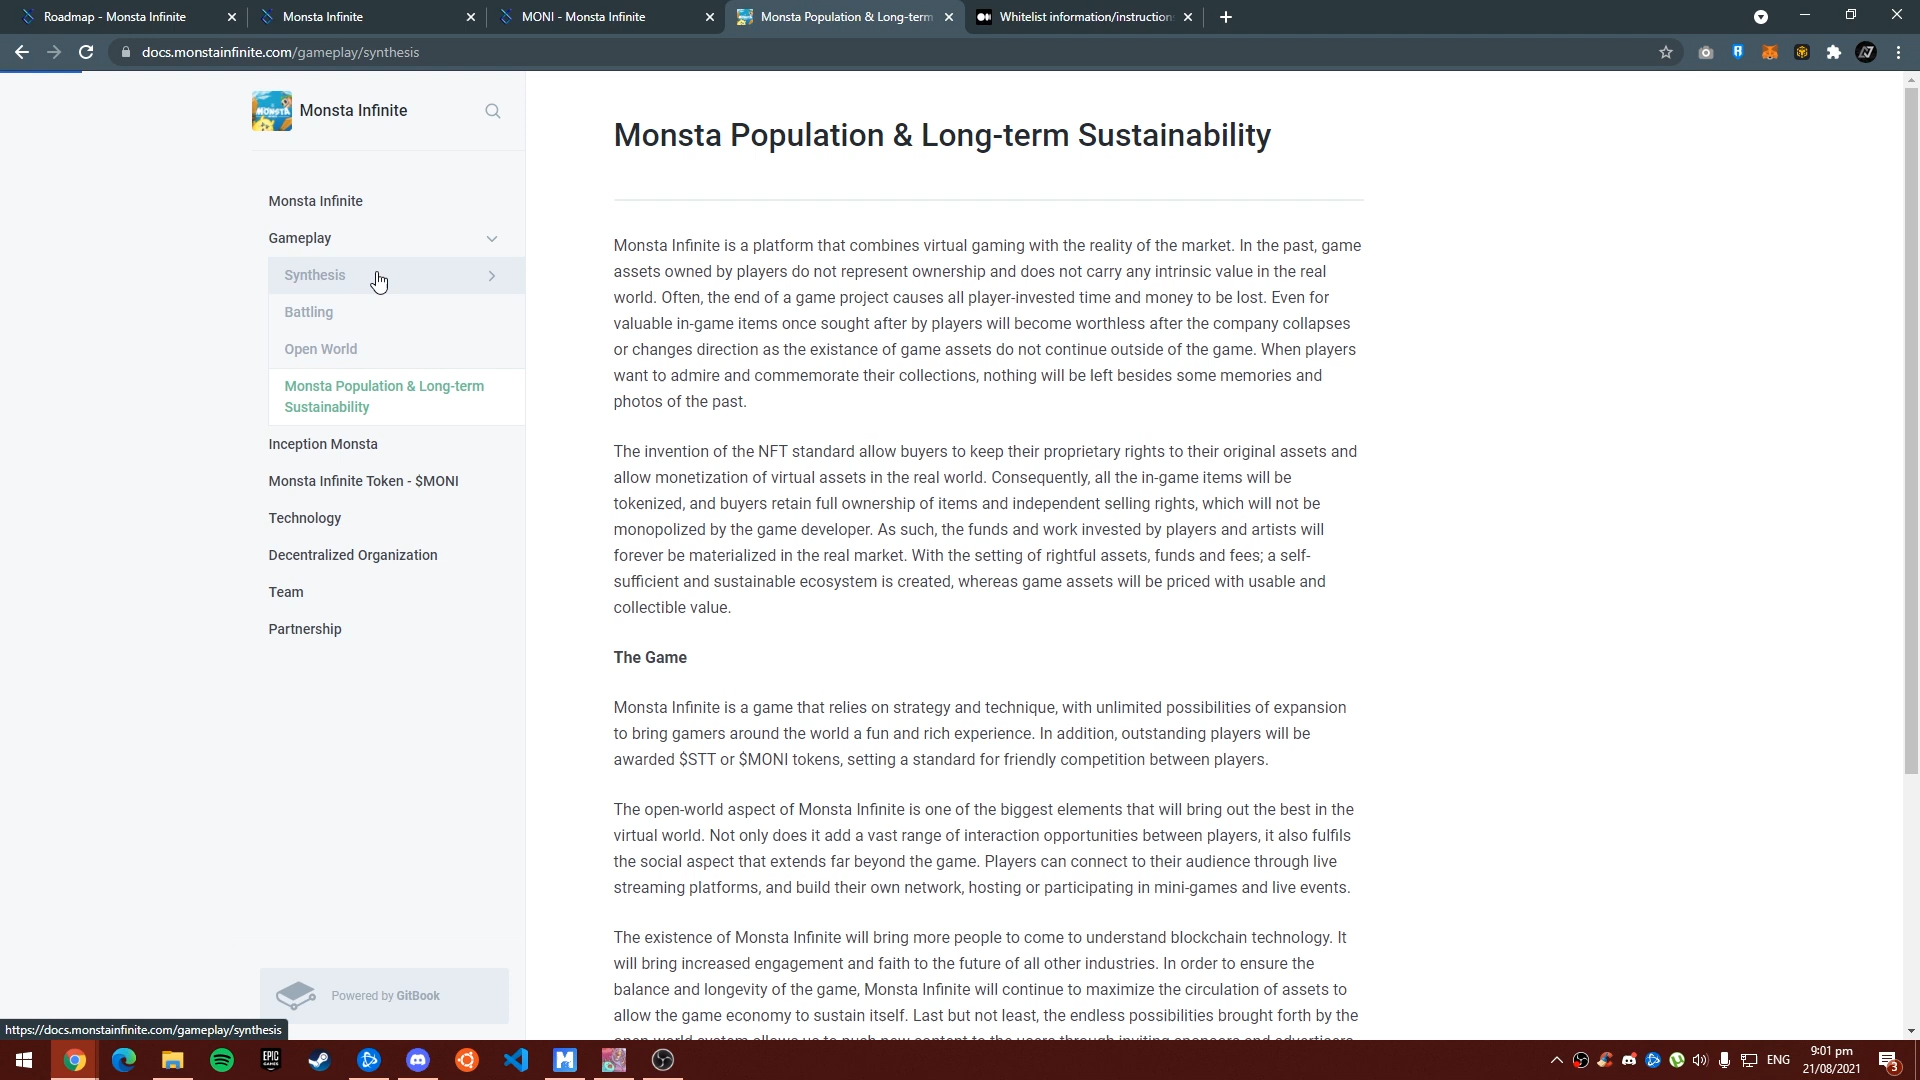 Roadmap - Monsta Infinite
Monsta Infinite
MONI - Monsta Infinite
Monsta Population & Long-term
Whitelist information/instruction
docs.monstainfinite.com/gameplay/synthesis
Monsta Infinite
Monsta Infinite
Gameplay
Synthesis
Battling
Open World
Monsta Population & Long-term
Sustainability
Inception Monsta
Monsta Infinite Token - $MONI
Technology
Decentralized Organization
Team
Partnership
Powered by GitBook
https://docs.monstainfinite.com/gameplay/synthesis
Monsta Population & Long-term Sustainability
Monsta Infinite is a platform that combines virtual gaming with the reality of the market. In the past, game
assets owned by players do not represent ownership and does not carry any intrinsic value in the real
world. Often, the end of a game project causes all player-invested time and money to be lost. Even for
valuable in-game items once sought after by players will become worthless after the company collapses
or changes direction as the existance of game assets do not continue outside of the game. When players
want to admire and commemorate their collections, nothing will be left besides some memories and
photos of the past.
The invention of the NFT standard allow buyers to keep their proprietary rights to their original assets and
allow monetization of virtual assets in the real world. Consequently, all the in-game items will be
tokenized, and buyers retain full ownership of items and independent selling rights, which will not be
monopolized by the game developer. As such, the funds and work invested by players and artists will
forever be materialized in the real market. With the setting of rightful assets, funds and fees; a self-
sufficient and sustainable ecosystem is created, whereas game assets will be priced with usable and
collectible value.
The Game
Monsta Infinite is a game that relies on strategy and technique, with unlimited possibilities of expansion
to bring gamers around the world a fun and rich experience. In addition, outstanding players will be
awarded $STT or $MONI tokens, setting a standard for friendly competition between players.
The open-world aspect of Monsta Infinite is one of the biggest elements that will bring out the best in the
virtual world. Not only does it add a vast range of interaction opportunities between players, it also fulfils
the social aspect that extends far beyond the game. Players can connect to their audience through live
streaming platforms, and build their own network, hosting or participating in mini-games and live events.
The existence of Monsta Infinite will bring more people to come to understand blockchain technology. It
will bring increased engagement and faith to the future of all other industries. In order to ensure the
balance and longevity of the game, Monsta Infinite will continue to maximize the circulation of assets to
allow the game economy to sustain itself. Last but not least, the endless possibilities brought forth by the
open world system allows us to push new content to the users through inviting sponsors and advertisers
EPIC
GAMES
ENG
9:01 pm
21/08/2021
3